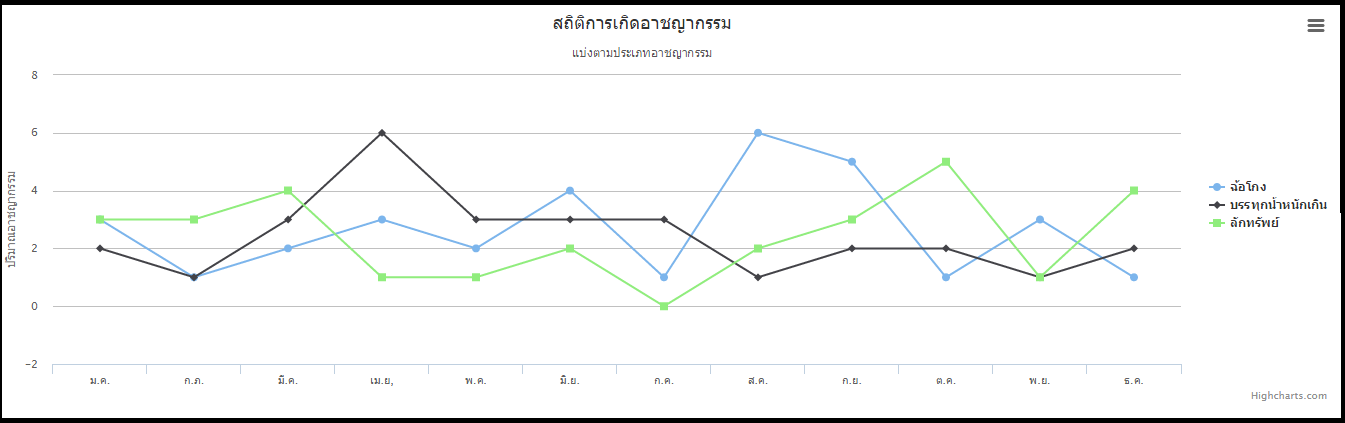 สถิติการเกิดอาชญากรรม
แบ่งตามประเภทอาชญากรรม
8
6
4
2
0
-2
ปริมาณอาชญากรรม
ม.ค. ก.ภ. มี.ค. เม.ย, พ.ค. มิ.ย. ก.ค. ส.ค. ก.ย. ต.ค. พ.ย. ธ.ค.
ฉ้อโกง
บรรทุกน้ำหนักเกิน
ลักทรัพย์
Highcharts.com